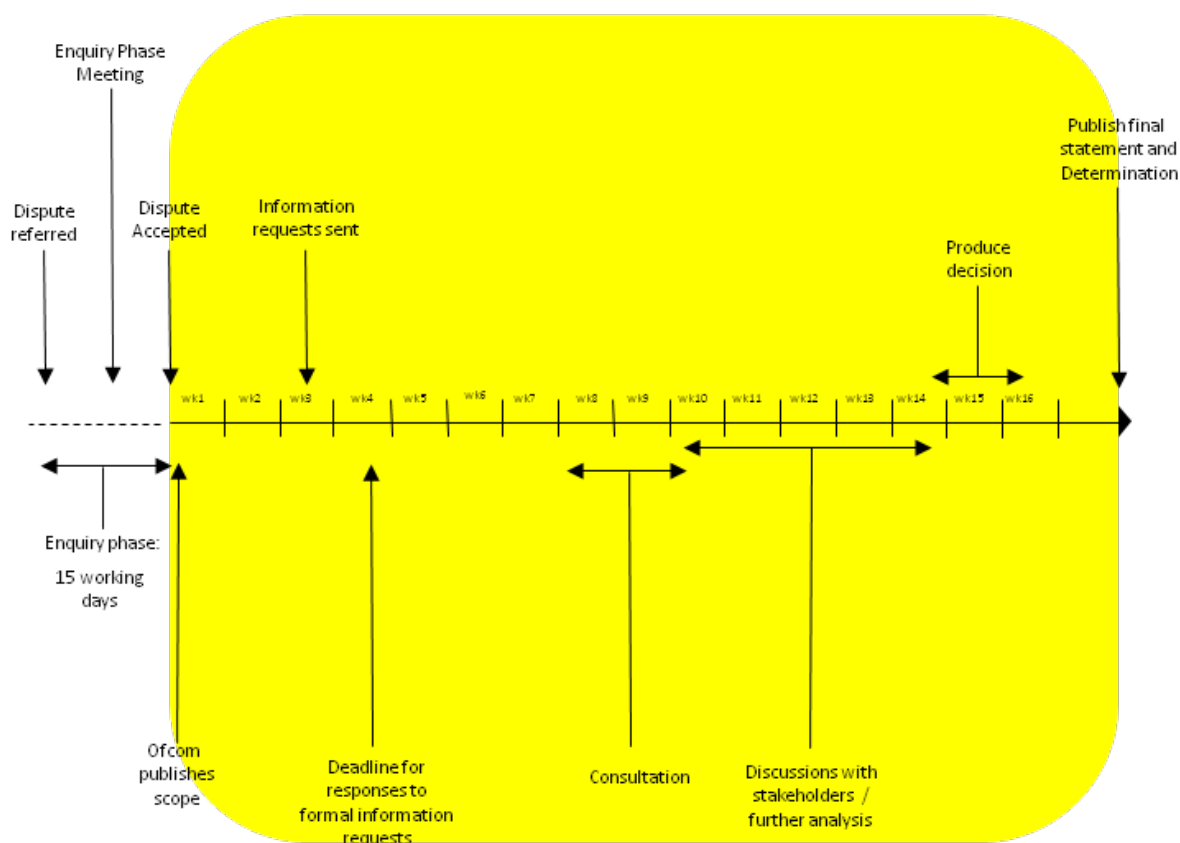 Enquiry Phase
Meeting
Publish final
statement and
Determination
Dispute
referred
Dispute
Accepted
Information
requests sent
Produce
decision
wk1 wk2 wk3 wk4 wk5 wk6 wk7 wk8 wk9 wk10 wk11 wk12 wk13 wk14 wk15 wk16
Enquiry phase:
15 working
days
Ofcom
publishes
scope
Deadline for
responses to
formal information
requests
Consultation
Discussions with
stakeholders /
further analysis